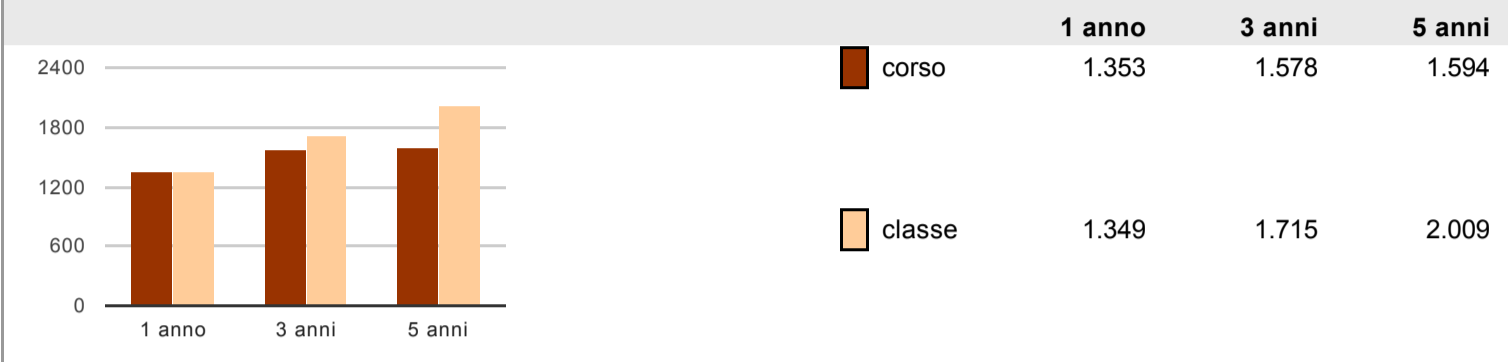 1 anno 3 anni 5 anni
2400
1800
1200
600
0
1 anno 3 anni 5 anni
corso 1.353 1.578 1.594
classe 1.349 1.715 2.009